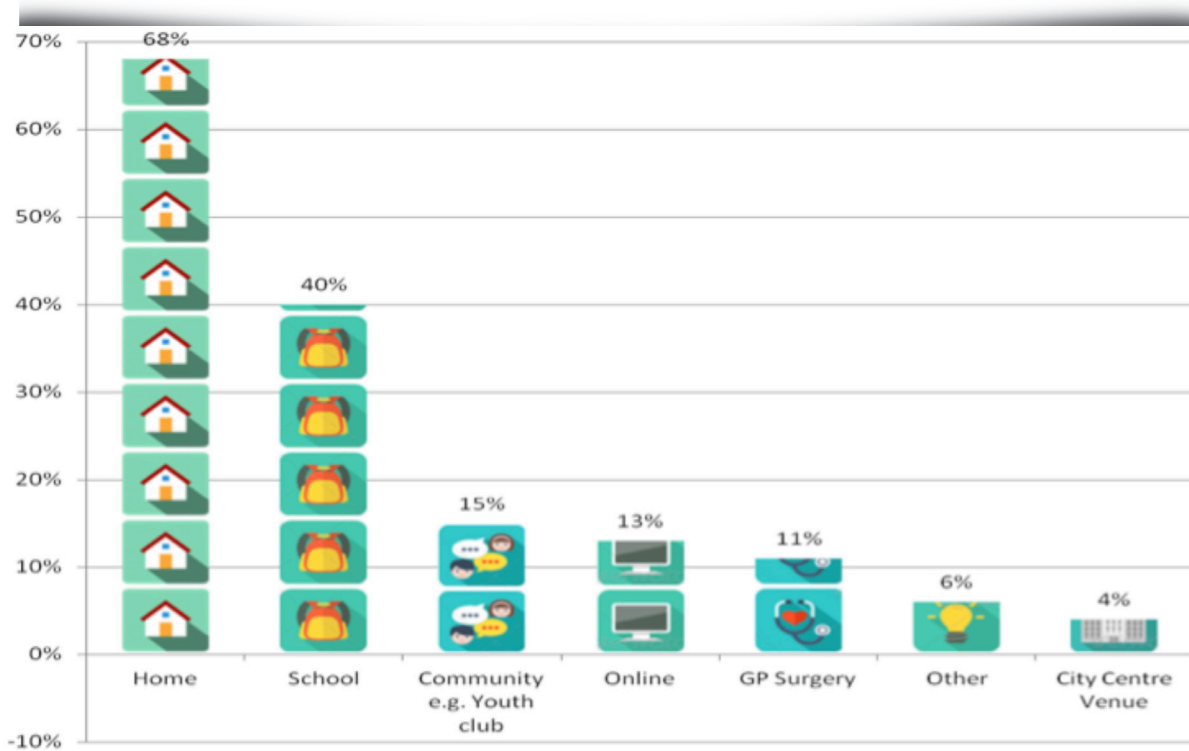 70%
60%
50%
40%
30%
20%
10%
0%
-10%
68%
40%
15%
13%
11%
6%
4%
Home
School
Community
e.g. Youth
club
Online
GP Surgery
Other
City Centre
Venue